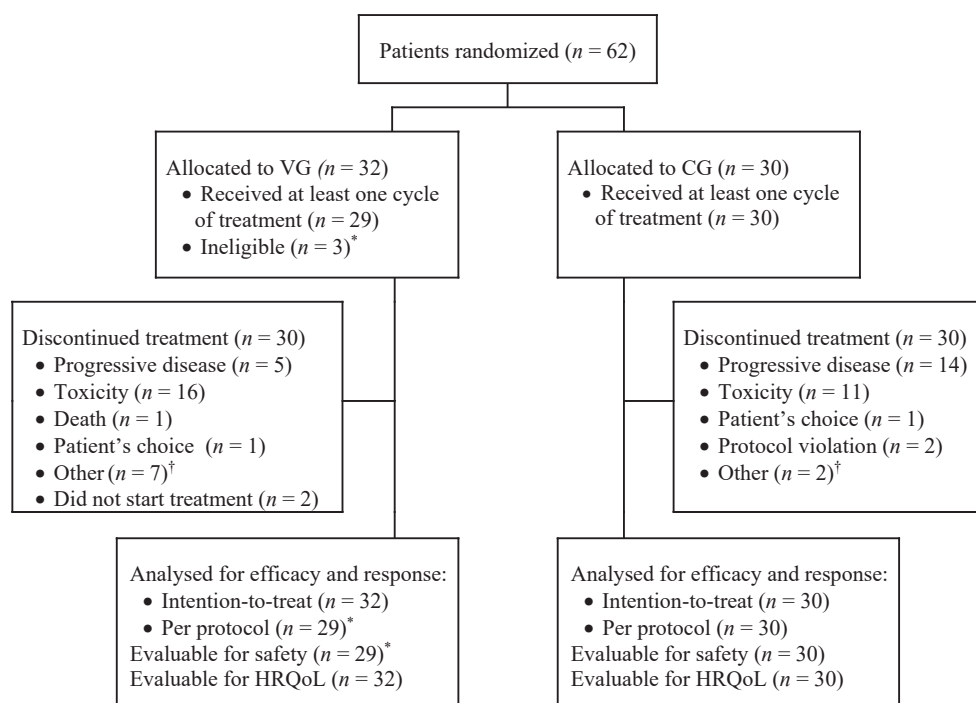 Patients randomized (n = 62)
Allocated to VG (n = 32)
• Received at least one cycle
of treatment (n = 29)
• Ineligible (n = 3)*
Allocated to CG (n = 30)
• Received at least one cycle
of treatment (n = 30)
Discontinued treatment (n = 30)
• Progressive disease (n = 5)
• Toxicity (n = 16)
• Death (n = 1)
• Patient’s choice (n = 1)
• Other (n = 7)†
• Did not start treatment (n = 2)
Discontinued treatment (n = 30)
• Progressive disease (n = 14)
• Toxicity (n = 11)
• Patient’s choice (n = 1)
• Protocol violation (n = 2)
• Other (n = 2)†
Analysed for efficacy and response:
• Intention-to-treat (n = 32)
• Per protocol (n = 29)*
Evaluable for safety (n = 29)*
Evaluable for HRQoL (n = 32)
Analysed for efficacy and response:
• Intention-to-treat (n = 30)
• Per protocol (n = 30)
Evaluable for safety (n = 30)
Evaluable for HRQoL (n = 30)